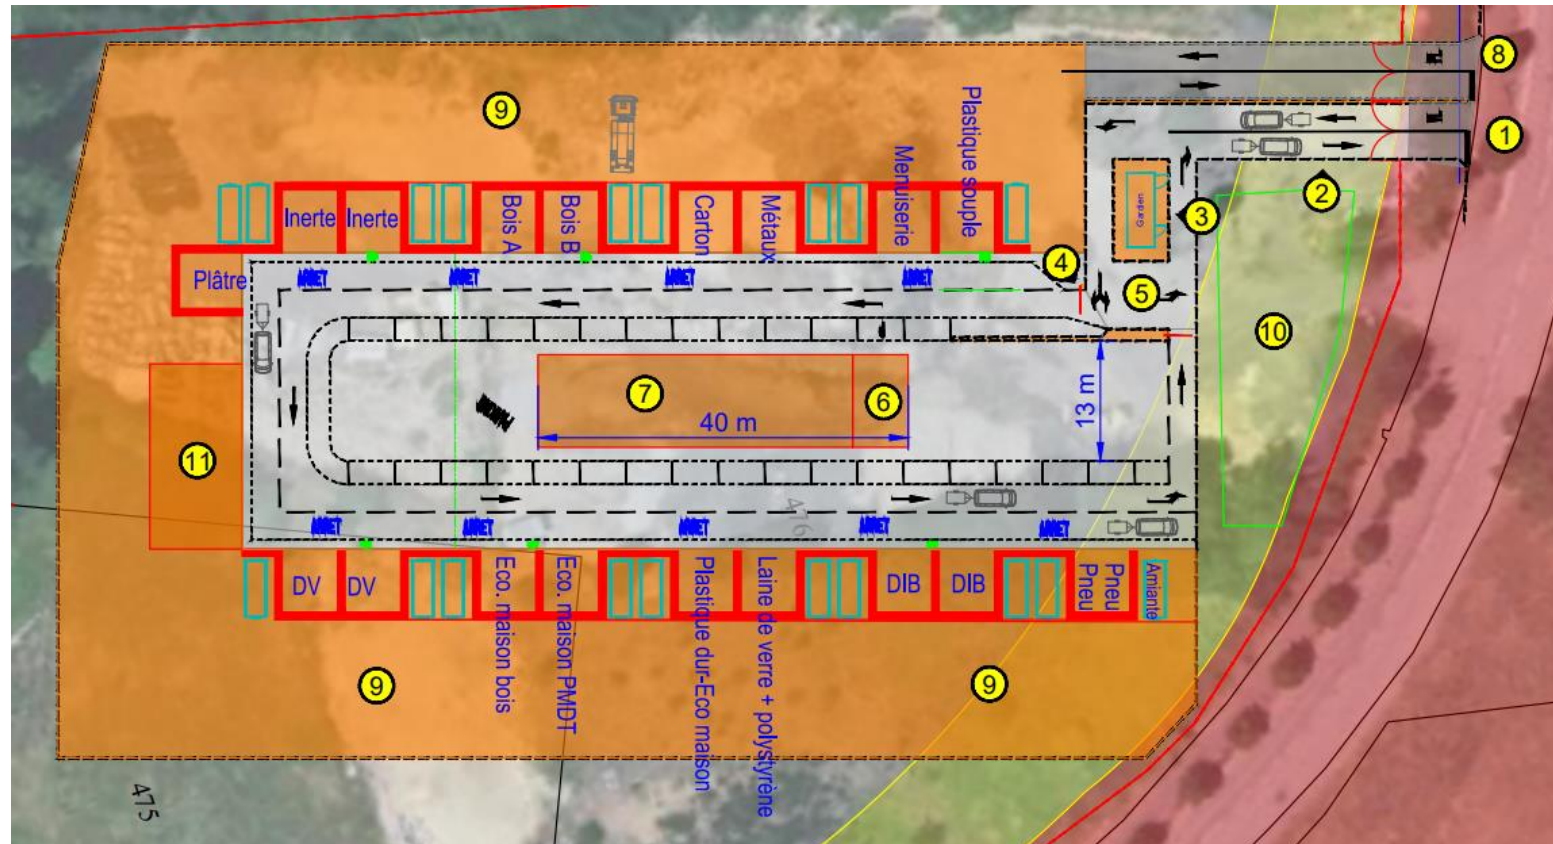 8
9
1
Plastique souple
Menuiserie
2
Inerte
Inerte
Bois A
Bois B
Carton
Métaux
Garden
3
4
Plâtre
ARRET
ARRET
ARRET
ARRET
5
10
7
6
40 m
13 m
11
476
ARRET
ARRET
ARRET
ARRET
ARRET
DV
DV
Eco. maison bois
Eco. maison PMDT
Plastique dur-Eco maison
Laine de verre + polystyrène
DIB
DIB
Pneu
Pneu
Amiante
9
9
475